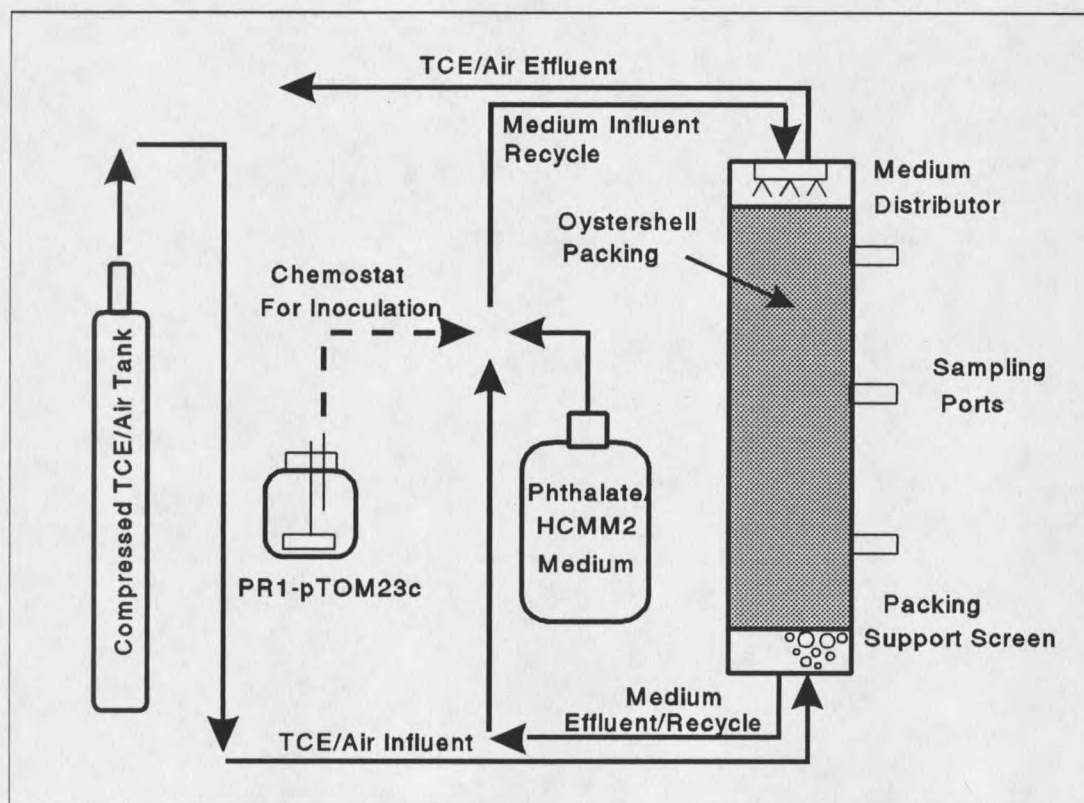 TCE/Air Effluent
Medium Influent
Recycle
Medium
Distributor
Oystershell
Packing
Chemostat
For Inoculation
Compressed TCE/Air Tank
Sampling
Ports
Phthalate/
HCMM2
Medium
PR1-pTOM23c
Packing
Support Screen
Medium
Effluent/Recycle
TCE/Air Influent